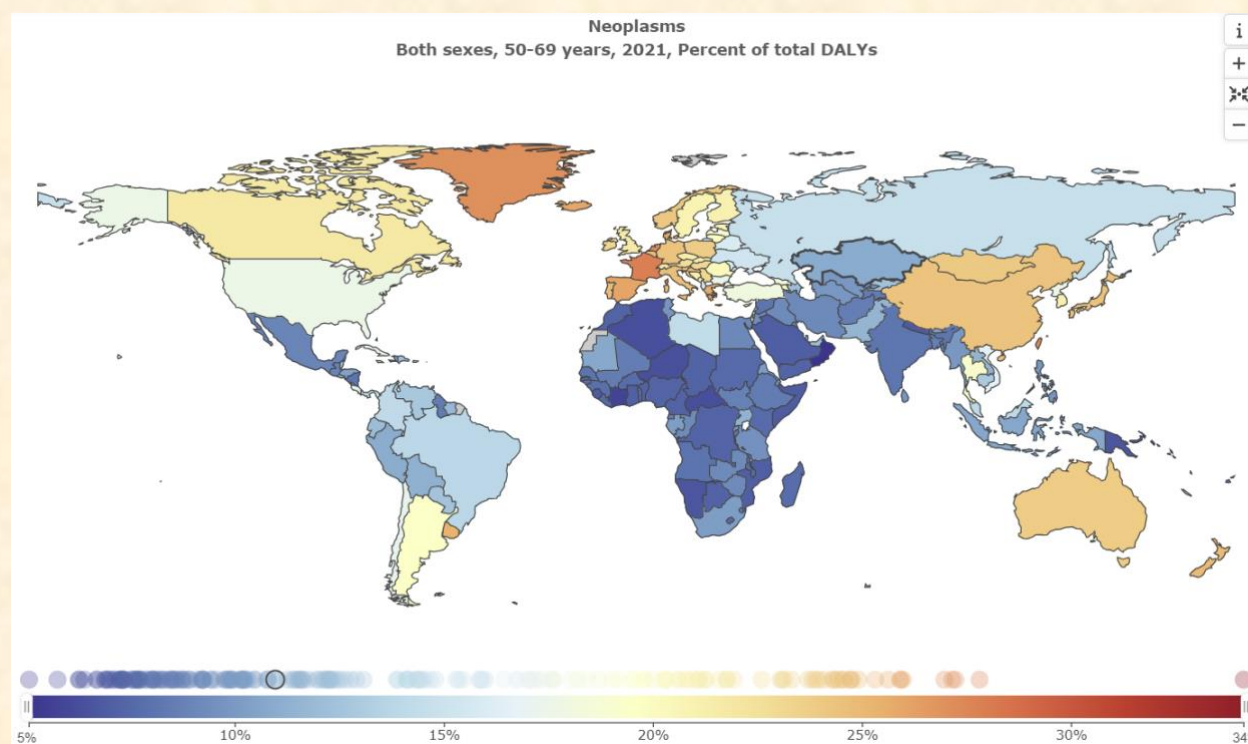 Neoplasms
Both sexes, 50-69 years, 2021, Percent of total DALYs
i
+
−
5% 10% 15% 20% 25% 30% 34